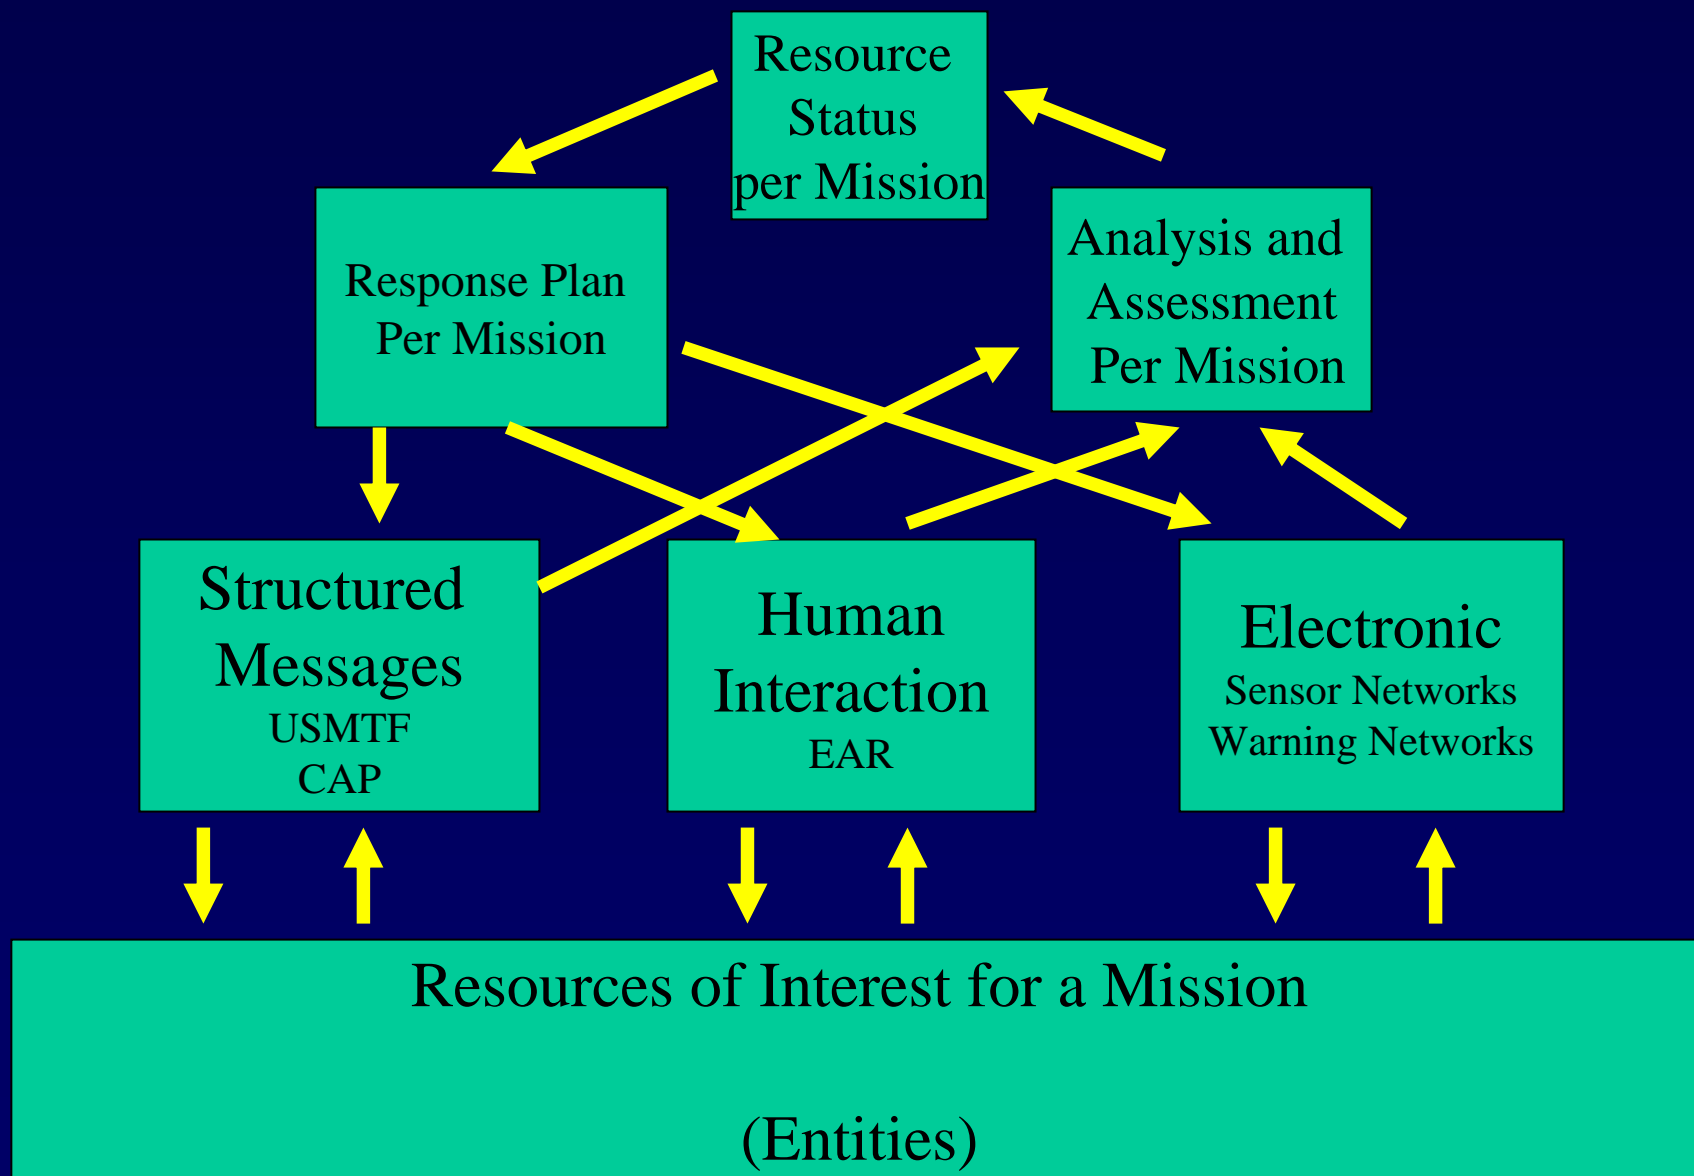 Resource
Status
per Mission
Response Plan
Per Mission
Analysis and
Assessment
Per Mission
Structured
Messages
USMTF
CAP
Human
Interaction
EAR
Electronic
Sensor Networks
Warning Networks
Resources of Interest for a Mission
(Entities)